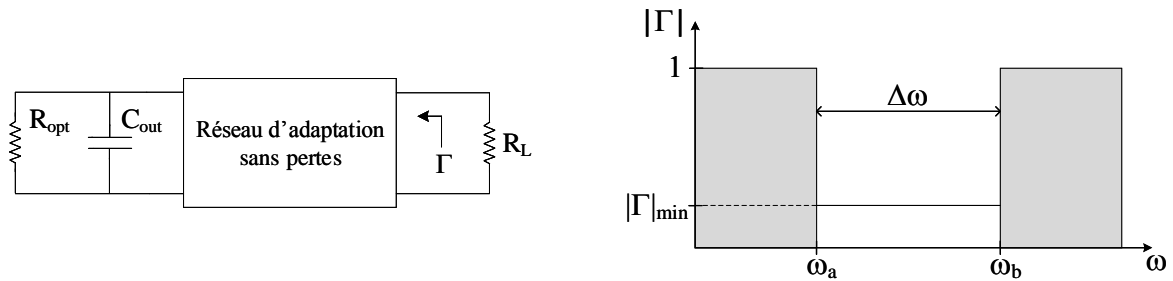 R_opt
C_out
Réseau d'adaptation
sans pertes
Γ
R_L
|Γ|
1
Δω
|Γ|_min
ω_a
ω_b
ω